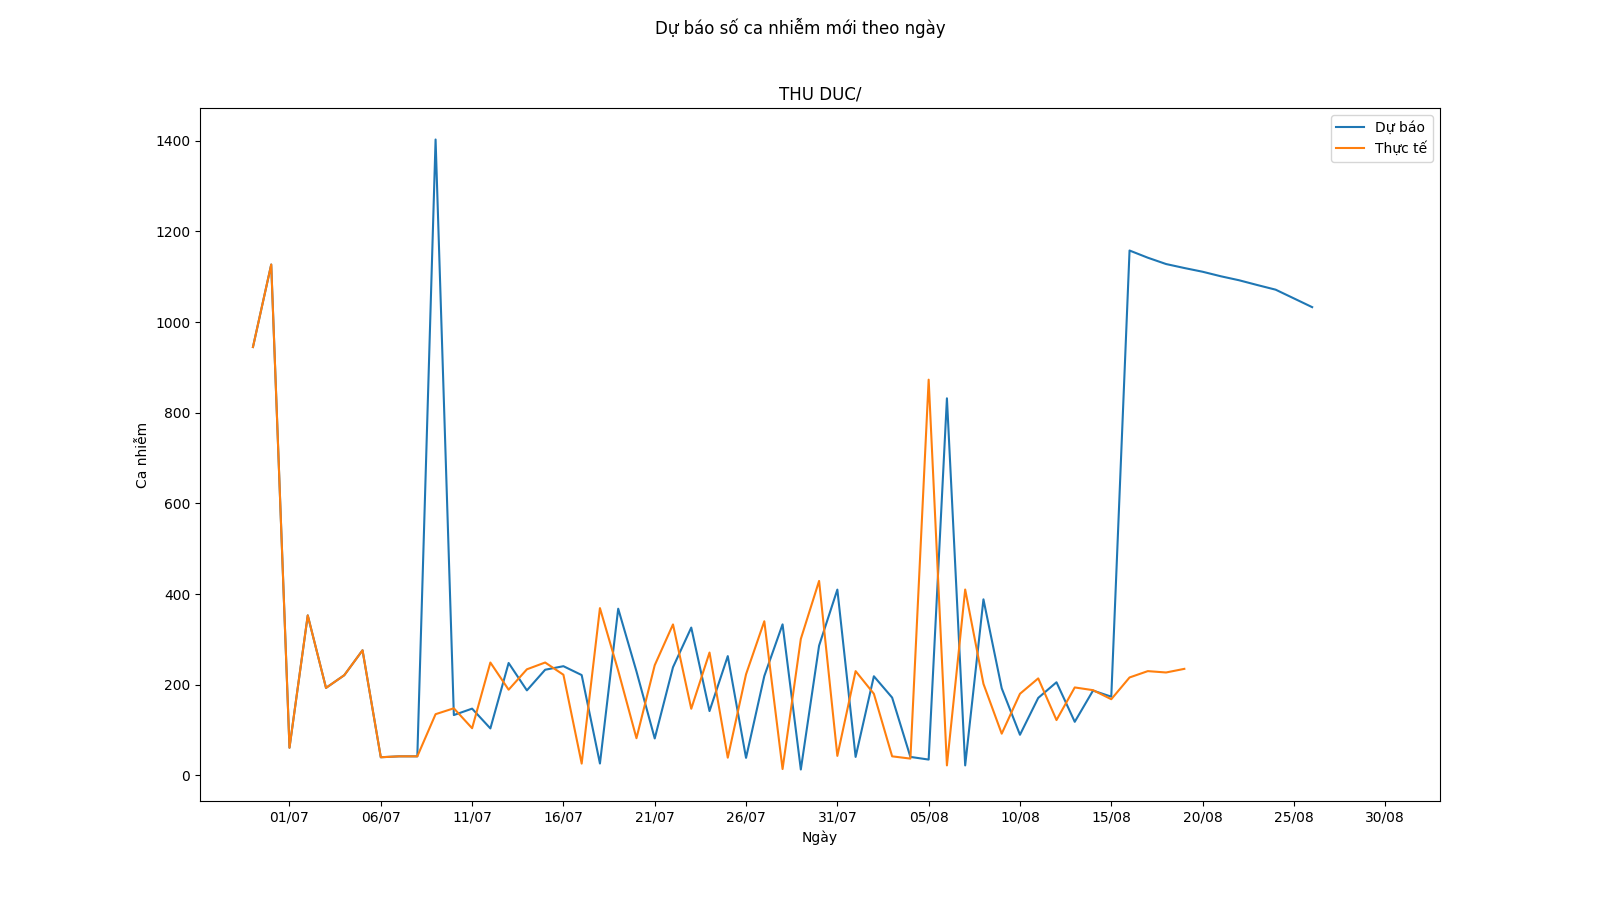 Dự báo số ca nhiễm mới theo ngày
THU DUC/
Dự báo
Thực tế
1400
1200
1000
800
600
400
200
0
Ca nhiễm
01/07 06/07 11/07 16/07 21/07 26/07 31/07 05/08 10/08 15/08 20/08 25/08 30/08
Ngày